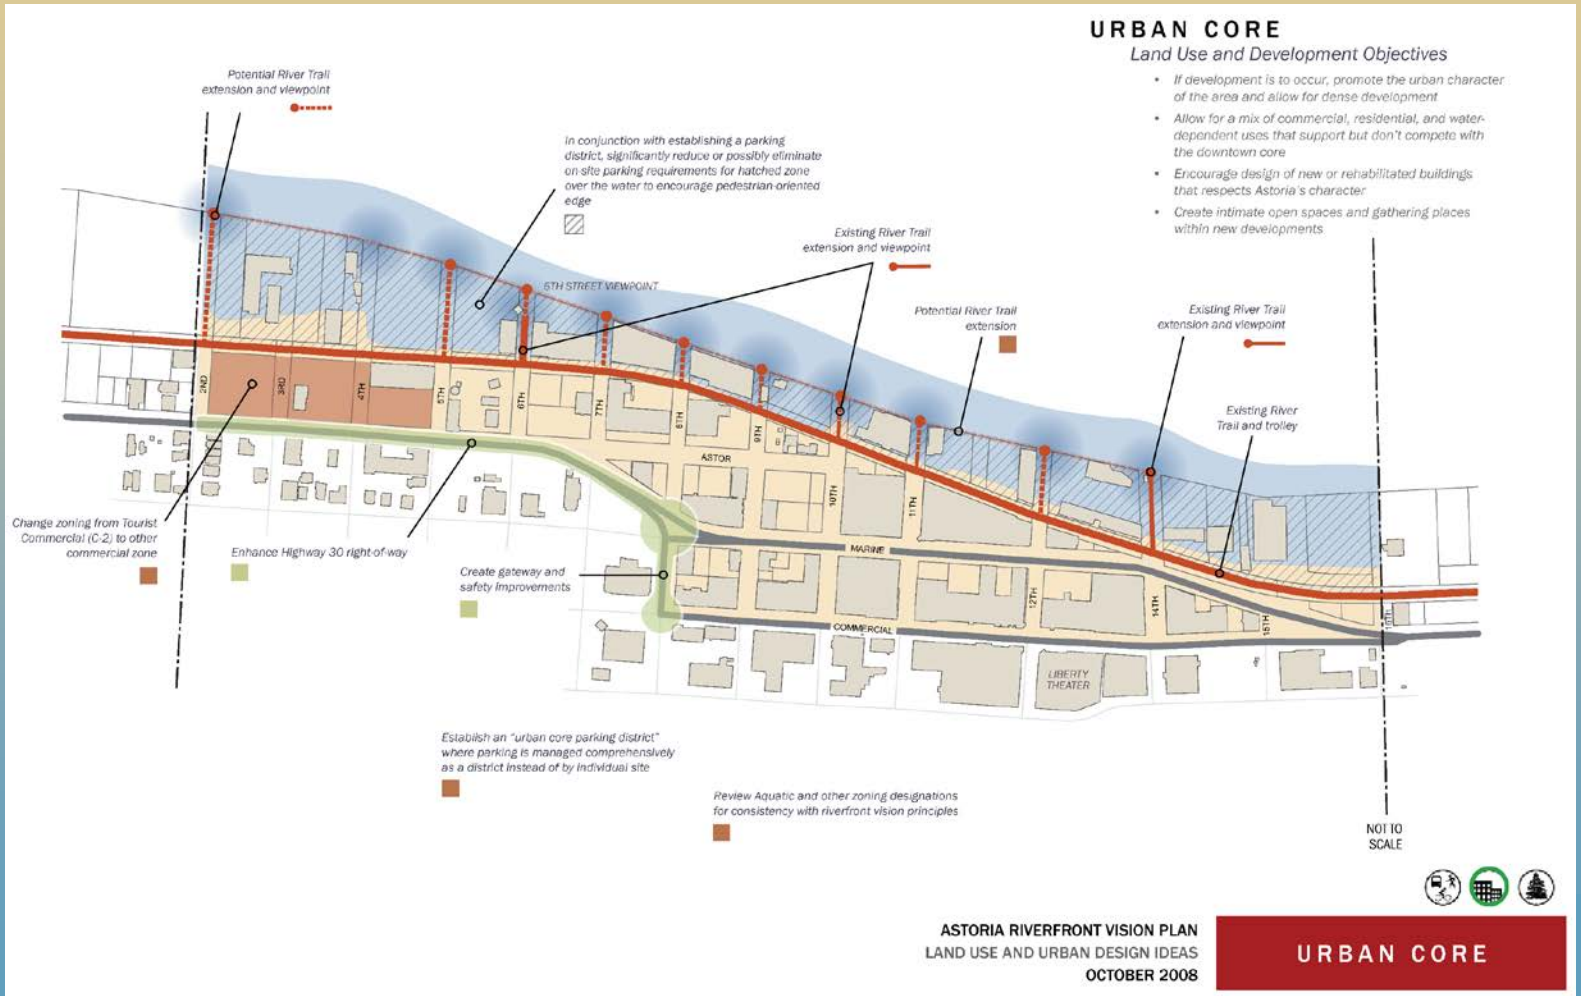 URBAN CORE
Land Use and Development Objectives
• If development is to occur, promote the urban character
of the area and allow for dense development
• Allow for a mix of commercial, residential, and water-
dependent uses that support but don't compete with
the downtown core
• Encourage design of new or rehabilitated buildings
that respects Astoria's character
• Create intimate open spaces and gathering places
within new developments
Potential River Trail
extension and viewpoint
In conjunction with establishing a parking
district, significantly reduce or possibly eliminate
on-site parking requirements for hatched zone
over the water to encourage pedestrian-oriented
edge
Existing River Trail
extension and viewpoint
6TH STREET VIEWPOINT
Potential River Trail
extension
Existing River Trail
extension and viewpoint
Existing River
Trail and trolley
2ND
3RD
4TH
5TH
6TH
7TH
8TH
9TH
10TH
11TH
12TH
14TH
15TH
16TH
ASTOR
MARINE
COMMERCIAL
LIBERTY
THEATER
Change zoning from Tourist
Commercial (C-2) to other
commercial zone
Enhance Highway 30 right-of-way
Create gateway and
safety improvements
Establish an "urban core parking district"
where parking is managed comprehensively
as a district instead of by individual site
Review Aquatic and other zoning designations
for consistency with riverfront vision principles
NOT TO
SCALE
ASTORIA RIVERFRONT VISION PLAN
LAND USE AND URBAN DESIGN IDEAS
OCTOBER 2008
URBAN CORE